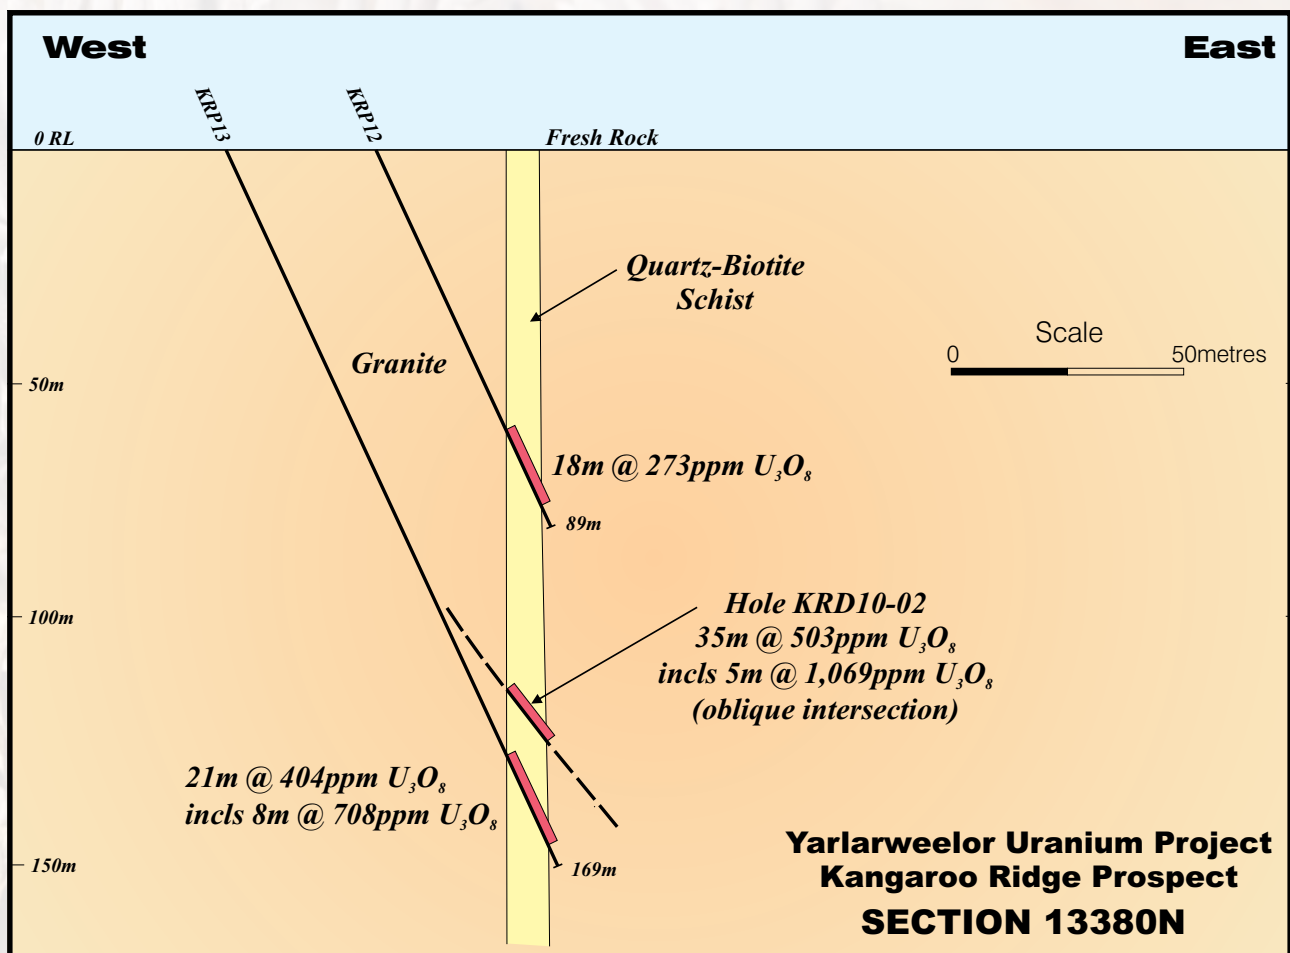 West
East
KRP13
KRP12
0 RL
Fresh Rock
Quartz-Biotite
Schist
Scale
0
50metres
Granite
50m
18m @ 273ppm U₃O₈
89m
100m
Hole KRD10-02
35m @ 503ppm U₃O₈
incls 5m @ 1,069ppm U₃O₈
(oblique intersection)
21m @ 404ppm U₃O₈
incls 8m @ 708ppm U₃O₈
150m
169m
Yarlarweelor Uranium Project
Kangaroo Ridge Prospect
SECTION 13380N